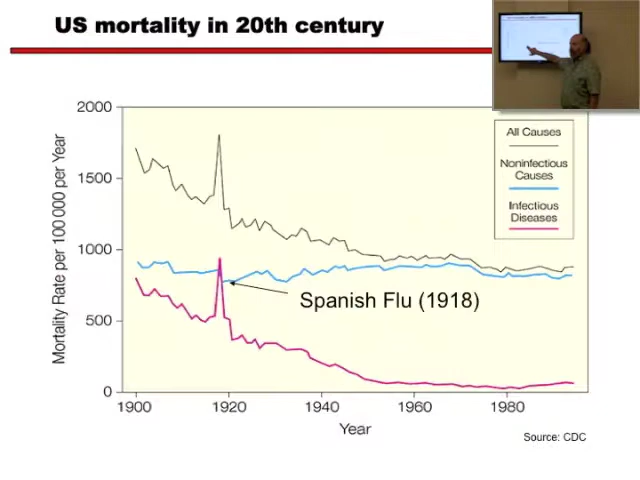 US mortality in 20th century
2000
1500
1000
500
0
Mortality Rate per 100 000 per Year
All Causes
Noninfectious
Causes
Infectious
Diseases
Spanish Flu (1918)
1900
1920
1940
1960
1980
Year
Source: CDC